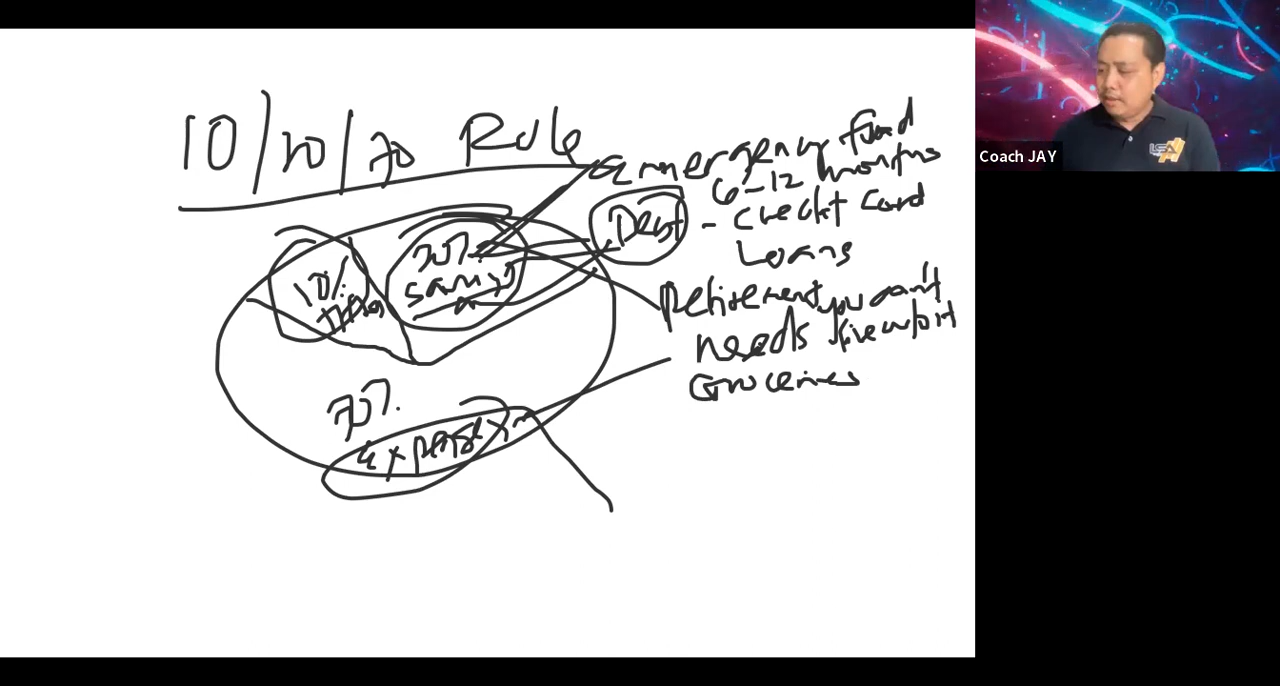 10/20/70 Rule
emergency fund
6-12 months
Debt - Credit Card
Loans
Retirement
needs
Groceries
10%
20%
savings
70%
expenses
Coach JAY